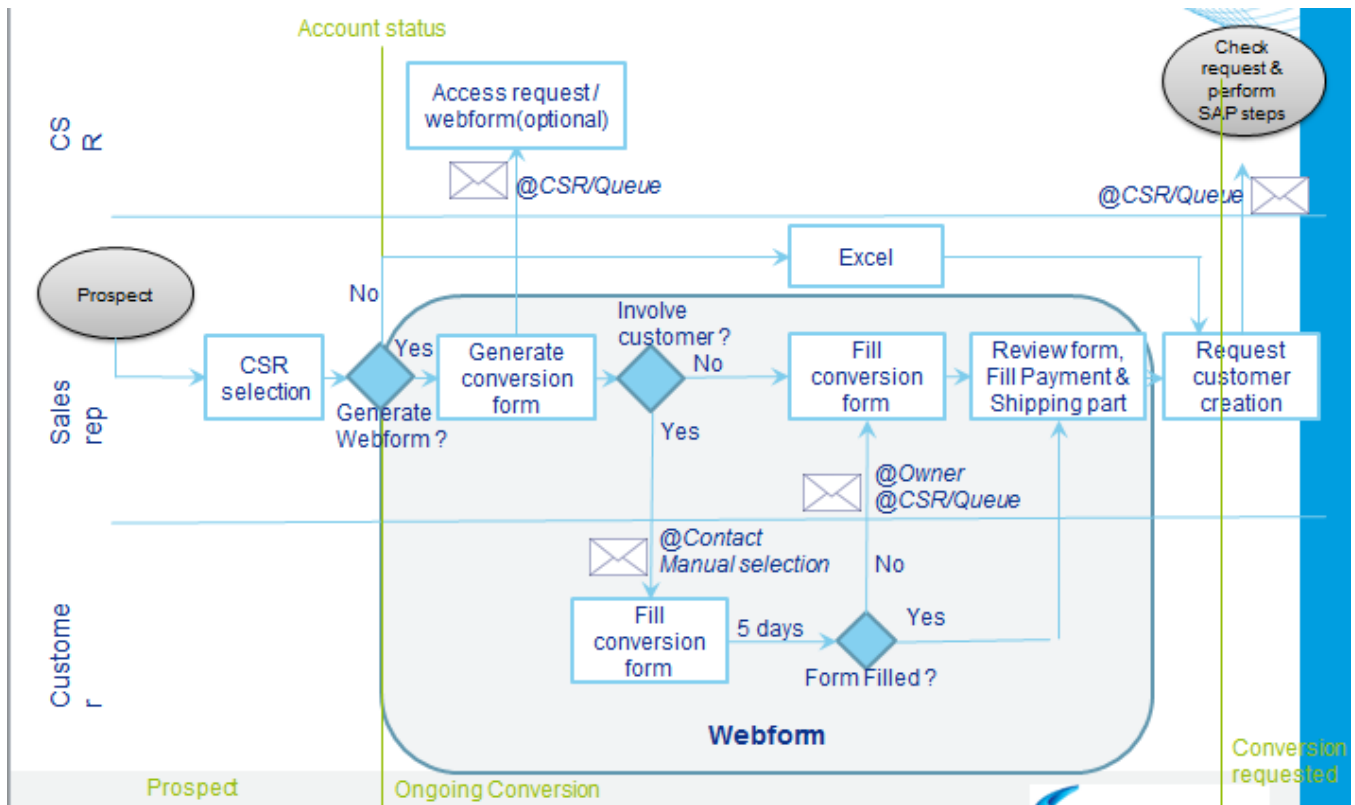 Account status
Check
request &
perform
SAP steps
CS
R
Access request /
webform(optional)
@CSR/Queue
@CSR/Queue
Excel
Prospect
No
Involve
customer ?
Sales
rep
CSR
selection
Yes
Generate
conversion
form
No
Fill
conversion
form
Review form,
Fill Payment &
Shipping part
Request
customer
creation
Generate
Webform ?
Yes
@Owner
@CSR/Queue
@Contact
Manual selection
No
Custome
r
Fill
conversion
form
5 days
Yes
Form Filled ?
Webform
Conversion
requested
Prospect
Ongoing Conversion